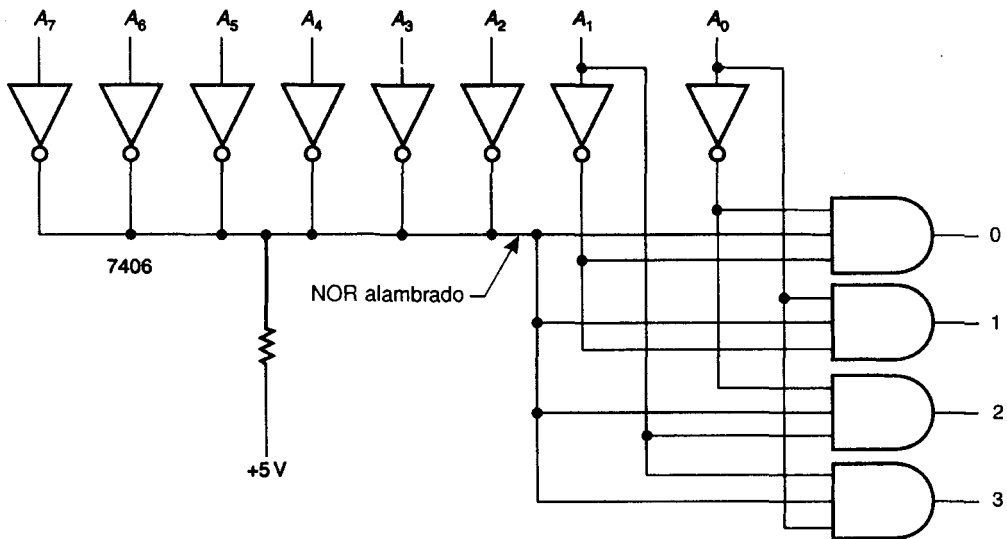 A₇ A₆ A₅ A₄ A₃ A₂ A₁ A₀
0
7406
NOR alambrado
1
2
+5 V
3